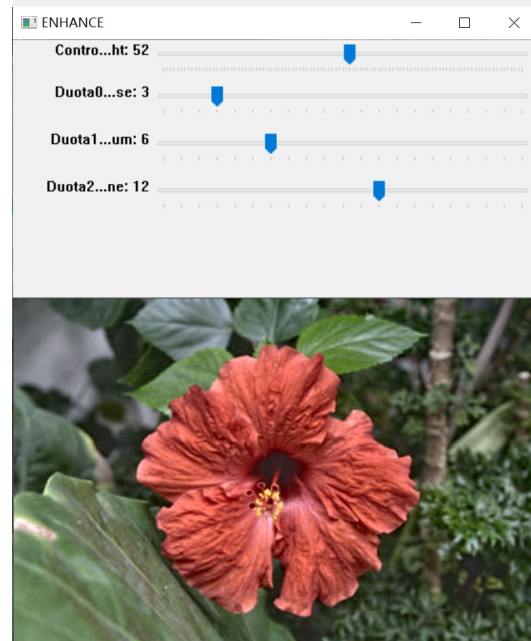 ENHANCE
Contro...ht: 52
Duota0...se: 3
Duota1...um: 6
Duota2...ne: 12